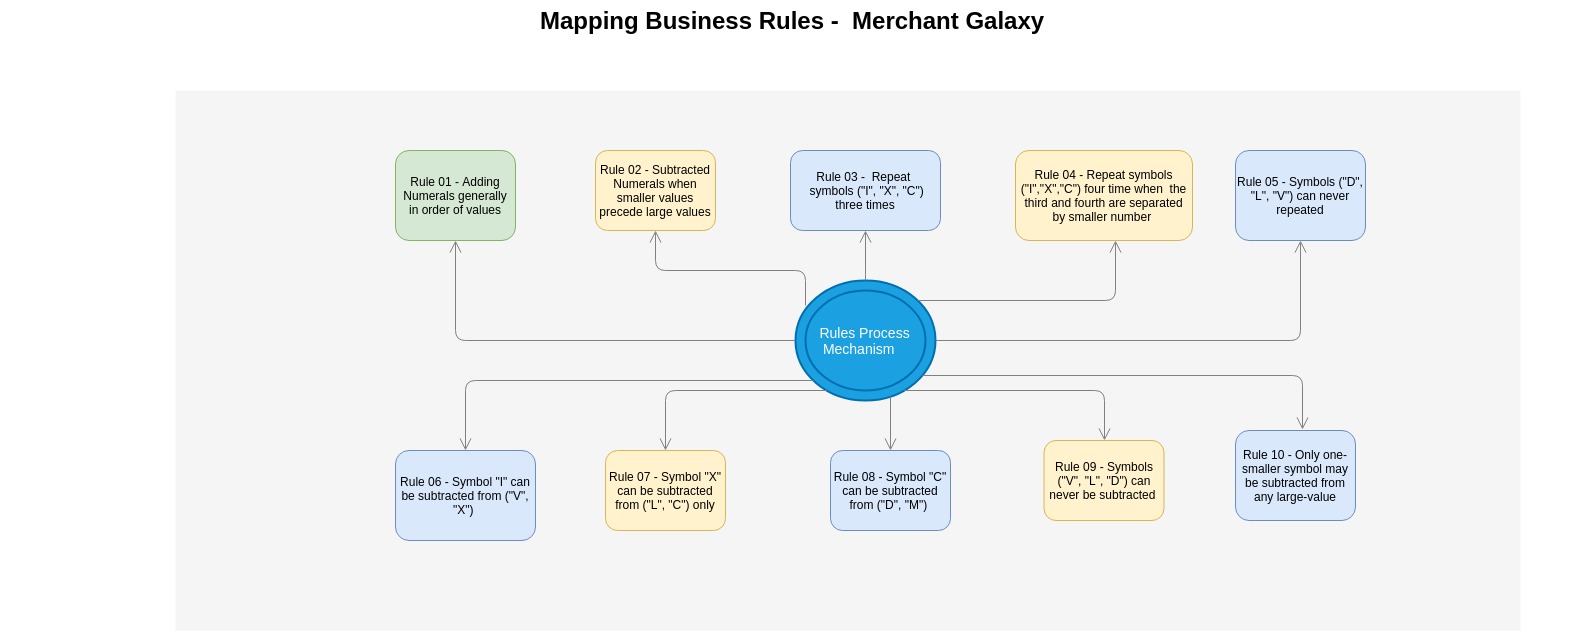 Mapping Business Rules -  Merchant Galaxy
Rule 01 - Adding
Numerals generally
in order of values
Rule 02 - Subtracted
Numerals when
smaller values
precede large values
Rule 03 -  Repeat
symbols ("I", "X", "C")
three times
Rule 04 - Repeat symbols
("I","X","C") four time when  the
third and fourth are separated
by smaller number
Rule 05 - Symbols ("D",
"L", "V") can never
repeated
Rules Process
Mechanism
Rule 06 - Symbol "I" can
be subtracted from ("V",
"X")
Rule 07 - Symbol "X"
can be subtracted
from ("L", "C") only
Rule 08 - Symbol "C"
can be subtracted
from ("D", "M")
Rule 09 - Symbols
("V", "L", "D") can
never be subtracted
Rule 10 - Only one-
smaller symbol may
be subtracted from
any large-value